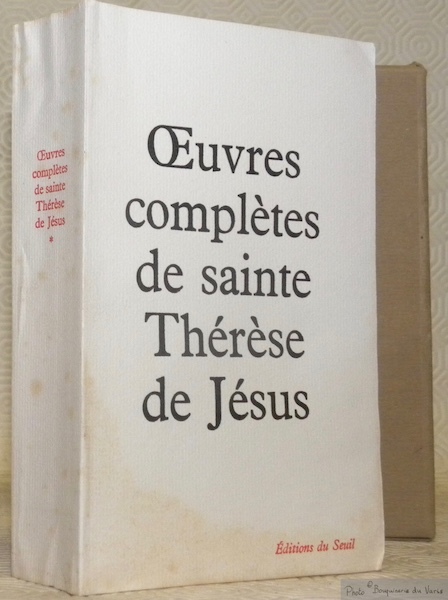 Œuvres
complètes
de sainte
Thérèse
de Jésus
*
Œuvres
complètes
de sainte
Thérèse
de Jésus
Éditions du Seuil
Photo © Bouquinerie du Varis